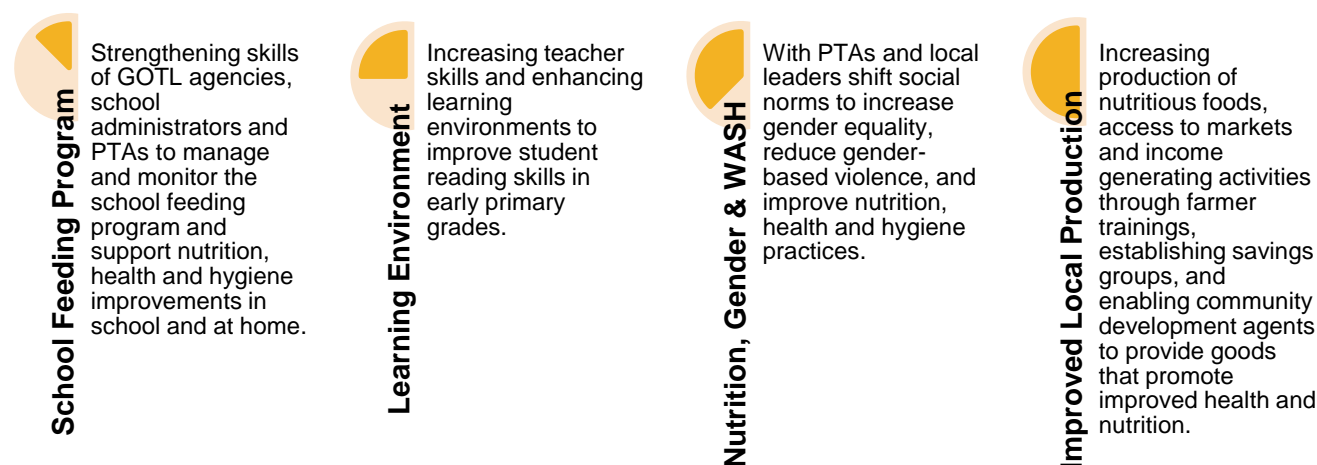 School Feeding Program
Strengthening skills
of GOTL agencies,
school
administrators and
PTAs to manage
and monitor the
school feeding
program and
support nutrition,
health and hygiene
improvements in
school and at home.
Learning Environment
Increasing teacher
skills and enhancing
learning
environments to
improve student
reading skills in
early primary
grades.
Nutrition, Gender & WASH
With PTAs and local
leaders shift social
norms to increase
gender equality,
reduce gender-
based violence, and
improve nutrition,
health and hygiene
practices.
Improved Local Production
Increasing
production of
nutritious foods,
access to markets
and income
generating activities
through farmer
trainings,
establishing savings
groups, and
enabling community
development agents
to provide goods
that promote
improved health and
nutrition.